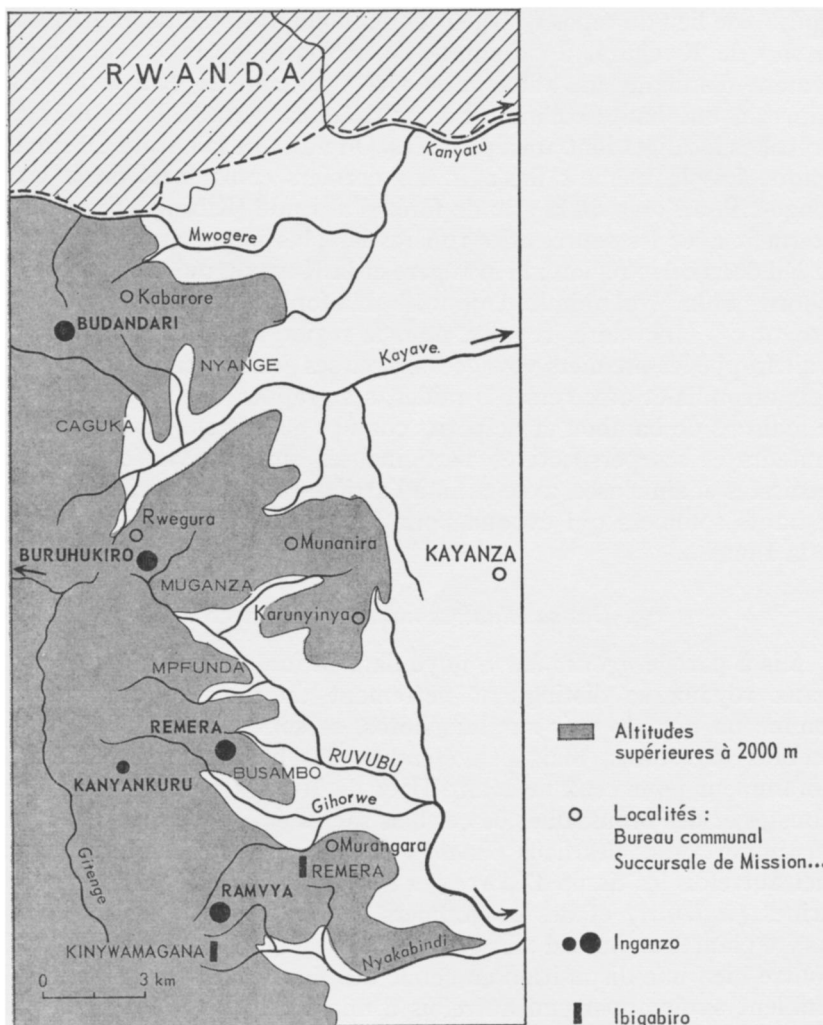 RWANDA
Kanyaru
Mwogere
Kabarore
BUDANDARI
Kayave.
NYANGE
CAGUKA
Rwegura
Munanira
BURUHUKIRO
KAYANZA
MUGANZA
Karunyinya
MPFUNDA
REMERA
RUVUBU
KANYANKURU
BUSAMBO
Gihorwe
Murangara
REMERA
Gitenge
RAMVYA
KINYWAMAGANA
Nyakabindi
0 3 km
Altitudes
supérieures à 2000 m
Localités :
Bureau communal
Succursale de Mission...
Inganzo
Ibigabiro